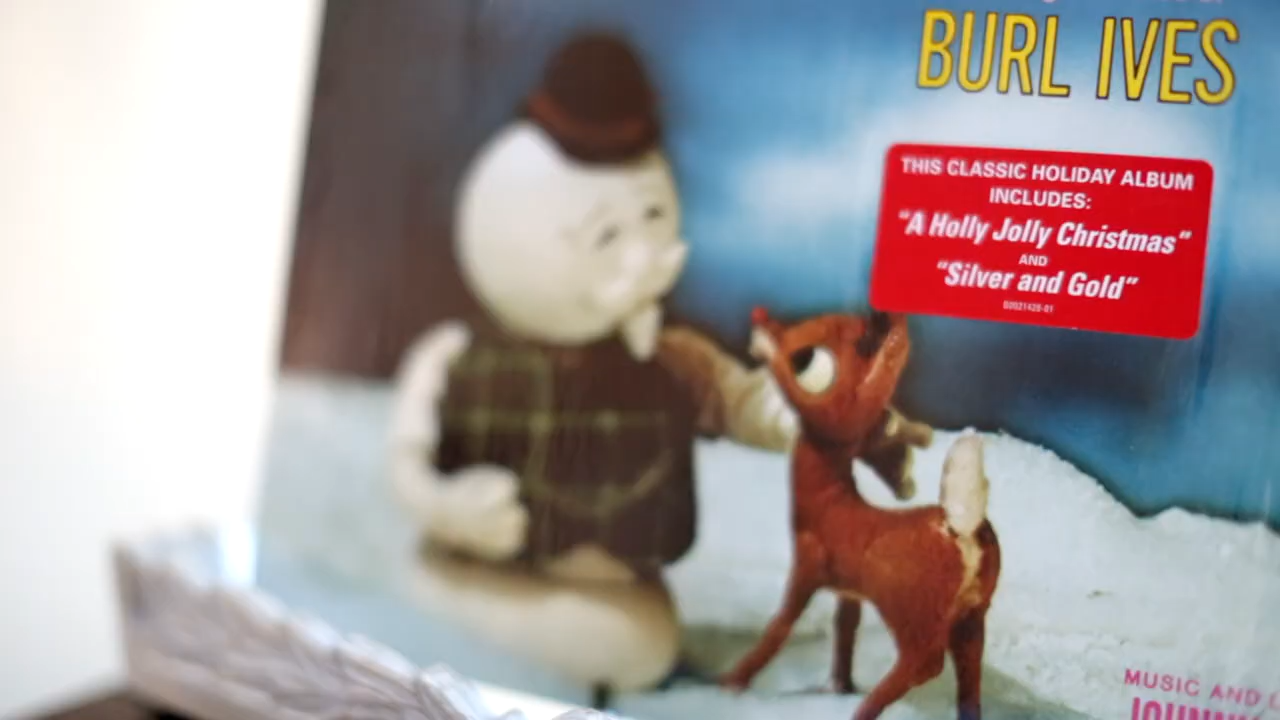 BURL IVES
THIS CLASSIC HOLIDAY ALBUM
INCLUDES:
"A Holly Jolly Christmas"
AND
"Silver and Gold"
MUSIC AND